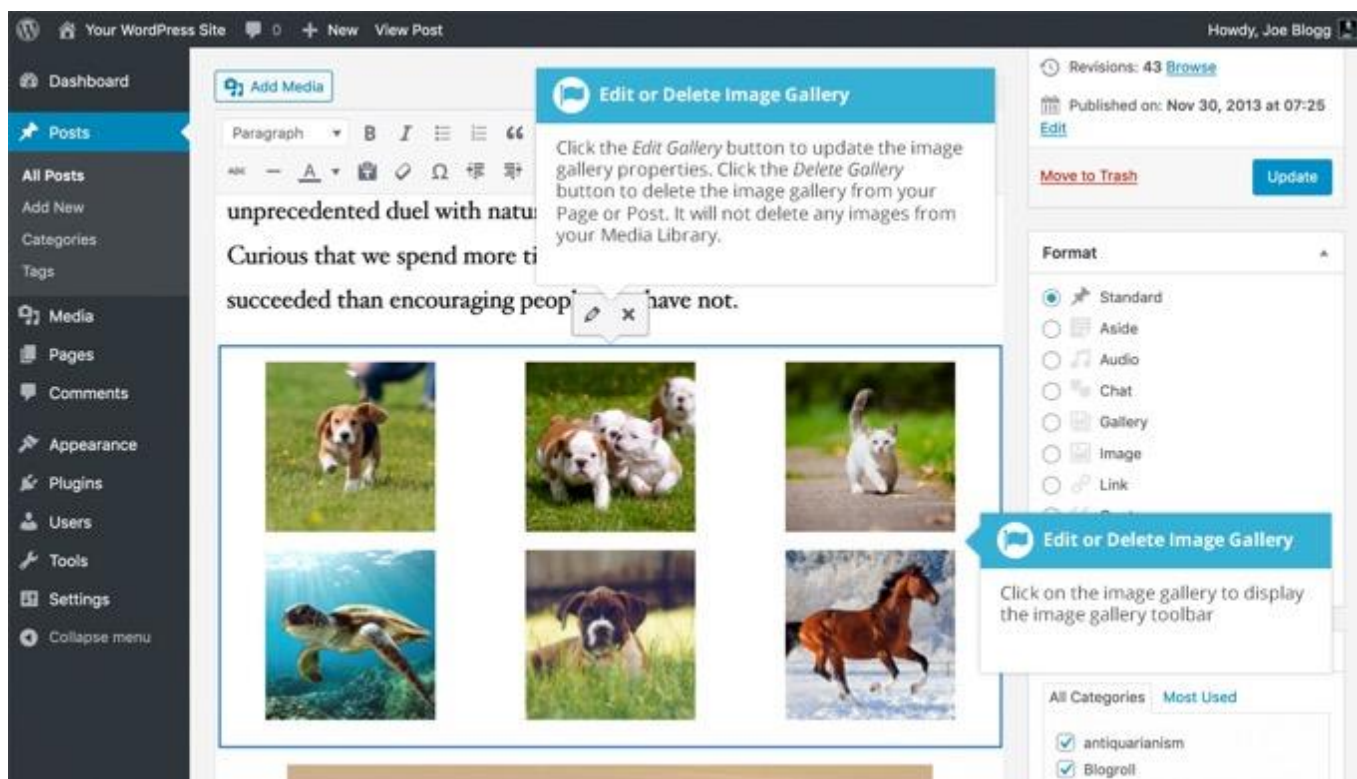 Your WordPress Site 0 + New View Post
Howdy, Joe Blogg
Dashboard
Posts
All Posts
Add New
Categories
Tags
Media
Pages
Comments
Appearance
Plugins
Users
Tools
Settings
Collapse menu
Add Media
Paragraph
unprecedented duel with
Curious that we spend more
succeeded than encouraging have not.
Edit or Delete Image Gallery
Click the Edit Gallery button to update the image
gallery properties. Click the Delete Gallery
button to delete the image gallery from your
Page or Post. It will not delete any images from
your Media Library.
Revisions: 43 Browse
Published on: Nov 30, 2013 at 07:25
Edit
Move to Trash
Update
Format
Standard
Aside
Audio
Chat
Gallery
Image
Link
Edit or Delete Image Gallery
Click on the image gallery to display
the image gallery toolbar
All Categories Most Used
antiquarianism
Blogroll